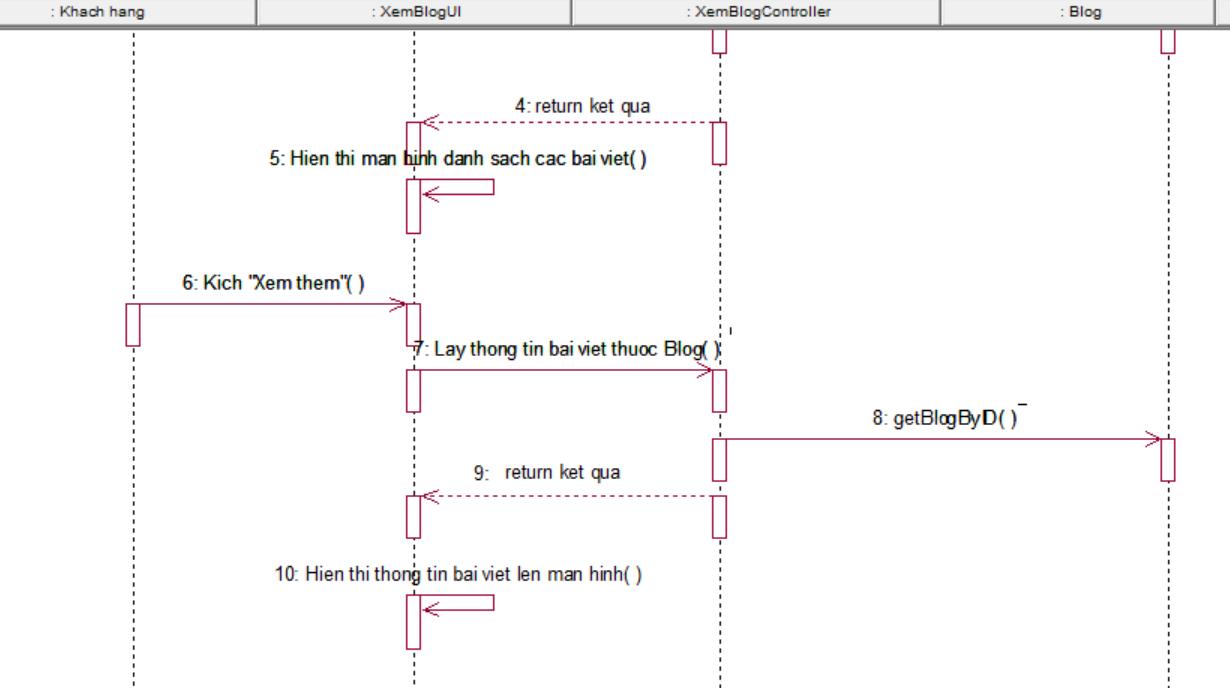 : Khach hang
: XemBlogUI
: XemBlogController
: Blog
4: return ket qua
5: Hien thi man hinh danh sach cac bai viet( )
6: Kich "Xem them"( )
7: Lay thong tin bai viet thuoc Blog( )
8: getBlogByID( )
9: return ket qua
10: Hien thi thong tin bai viet len man hinh( )